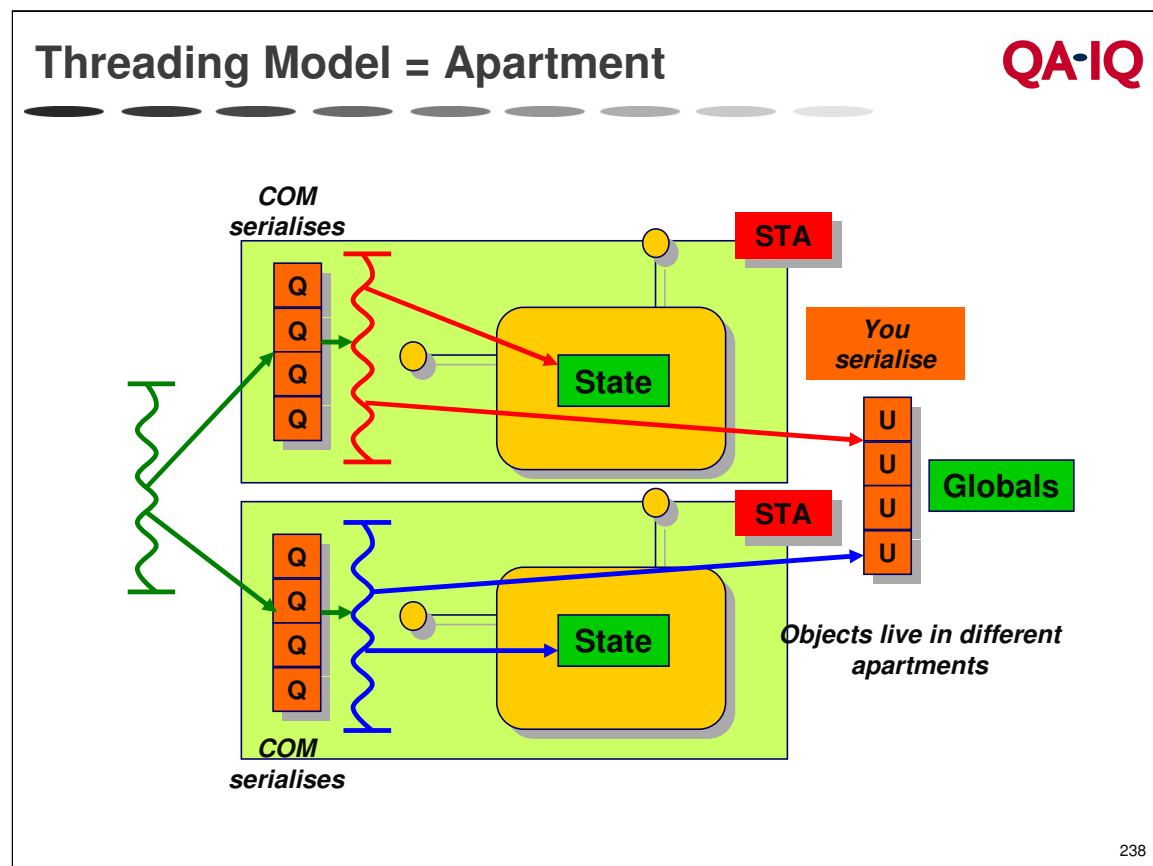 Threading Model = Apartment
QA-IQ
COM
serialises
STA
Q
Q
Q
Q
State
You
serialise
U
U
U
U
Globals
STA
Q
Q
Q
Q
State
Objects live in different
apartments
COM
serialises
238